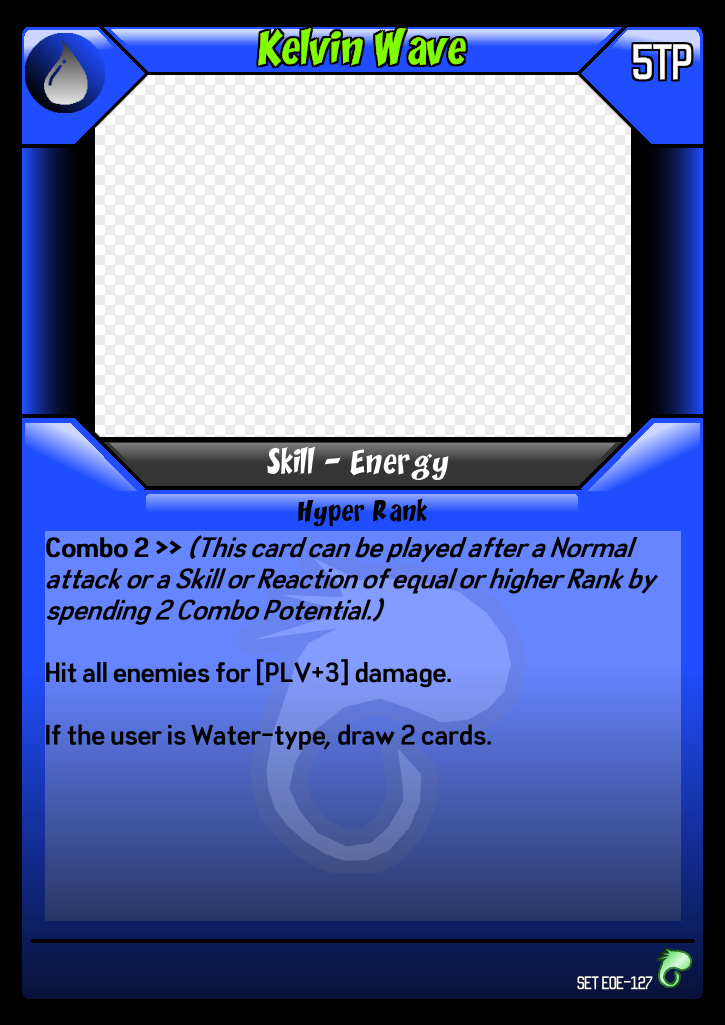 Kelvin Wave
5TP
Skill - Energy
Hyper Rank
Combo 2 >> (This card can be played after a Normal
attack or a Skill or Reaction of equal or higher Rank by
spending 2 Combo Potential.)
Hit all enemies for [PLV+3] damage.
If the user is Water-type, draw 2 cards.
SET EOE-127